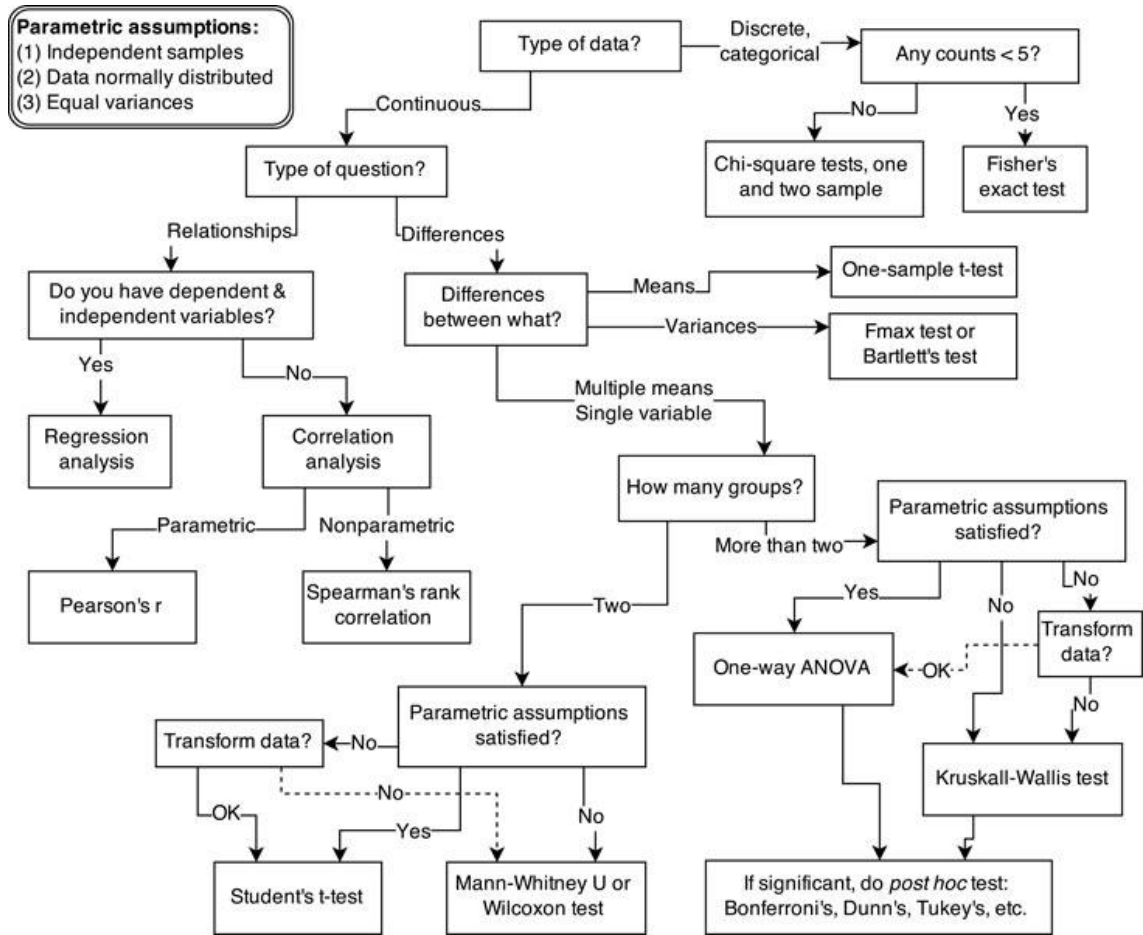 Parametric assumptions:
(1) Independent samples
(2) Data normally distributed
(3) Equal variances
Type of data?
Discrete,
categorical
Any counts < 5?
Continuous
No
Yes
Type of question?
Chi-square tests, one
and two sample
Fisher's
exact test
Relationships
Differences
Do you have dependent &
independent variables?
Differences
between what?
Means
One-sample t-test
Variances
Fmax test or
Bartlett's test
Yes
No
Multiple means
Single variable
Regression
analysis
Correlation
analysis
How many groups?
Parametric assumptions
satisfied?
Parametric
Nonparametric
More than two
Pearson's r
Spearman's rank
correlation
Two
Yes
No
No
Transform
data?
One-way ANOVA
OK
No
Parametric assumptions
satisfied?
Transform data?
No
Kruskall-Wallis test
OK
No
Yes
No
Student's t-test
Mann-Whitney U or
Wilcoxon test
If significant, do post hoc test:
Bonferroni's, Dunn's, Tukey's, etc.